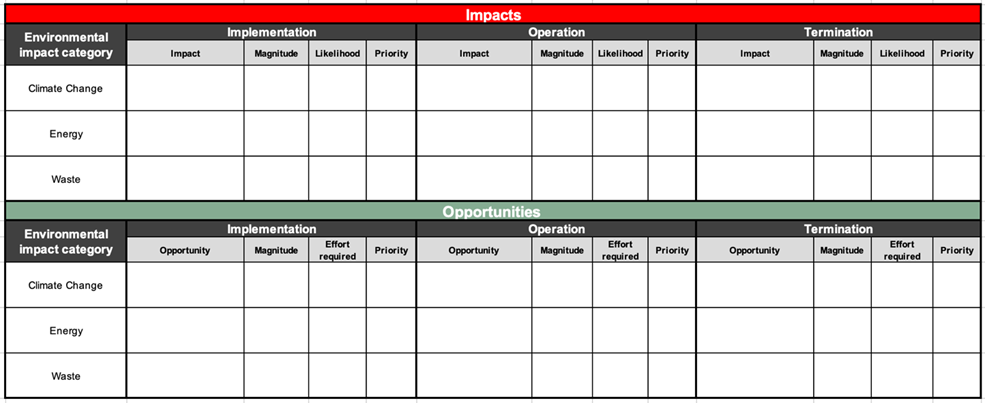 Impacts
Environmental impact category Implementation Operation Termination
Impact Magnitude Likelihood Priority Impact Magnitude Likelihood Priority Impact Magnitude Likelihood Priority
Climate Change
Energy
Waste
Opportunities
Environmental impact category Implementation Operation Termination
Opportunity Magnitude Effort required Priority Opportunity Magnitude Effort required Priority Opportunity Magnitude Effort required Priority
Climate Change
Energy
Waste